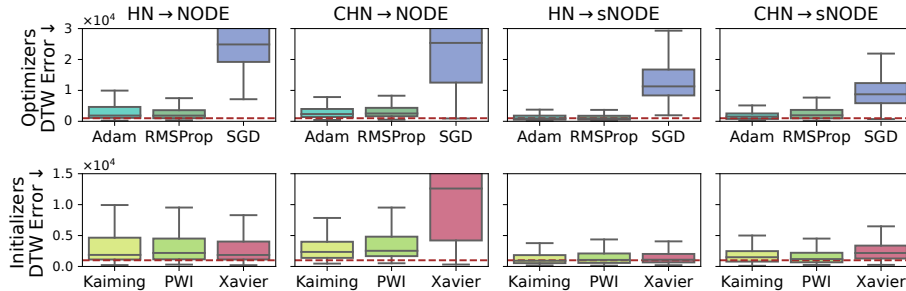 HN→NODE
CHN→NODE
HN→sNODE
CHN→sNODE
Optimizers
DTW Error ↓
×10⁴
3
2
1
0
Adam RMSProp SGD
Adam RMSProp SGD
Adam RMSProp SGD
Adam RMSProp SGD
Initializers
DTW Error ↓
×10⁴
1.5
1.0
0.5
0.0
Kaiming PWI Xavier
Kaiming PWI Xavier
Kaiming PWI Xavier
Kaiming PWI Xavier